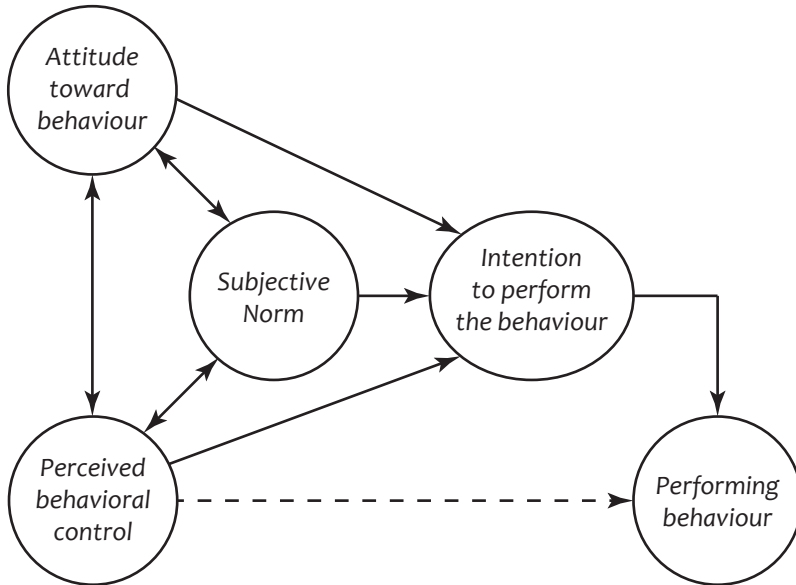 Attitude
toward
behaviour
Subjective
Norm
Intention
to perform
the behaviour
Perceived
behavioral
control
Performing
behaviour